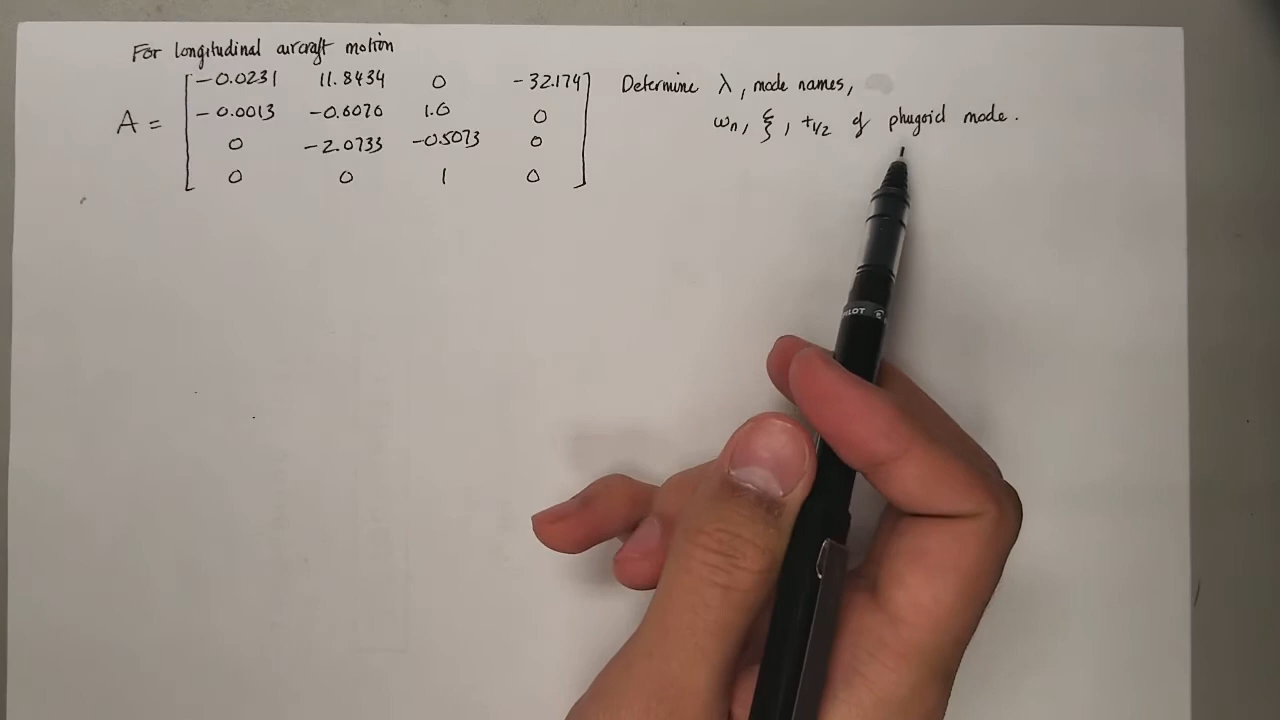 For longitudinal aircraft motion
A = [ -0.0231 11.8434 0 -32.174
-0.0013 -0.6070 1.0 0
0 -2.0733 -0.5073 0
0 0 1 0 ]
Determine λ, mode names,
ωn, ξ, t1/2 of phugoid mode.
PILOT